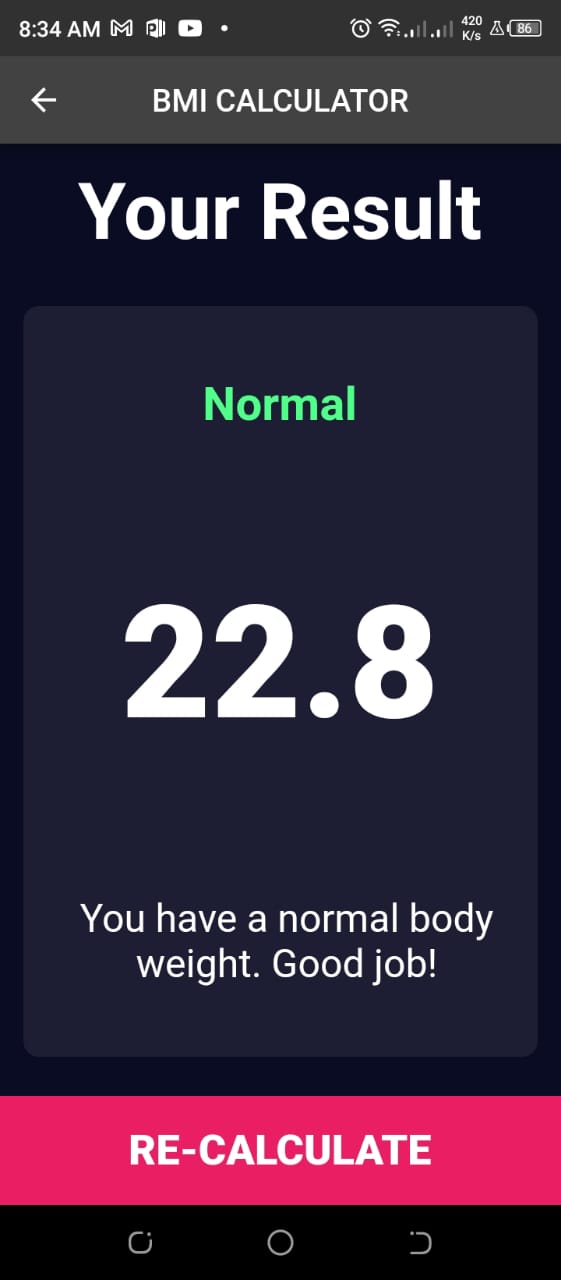 8:34 AM
420
K/s
86
BMI CALCULATOR
Your Result
Normal
22.8
You have a normal body
weight. Good job!
RE-CALCULATE